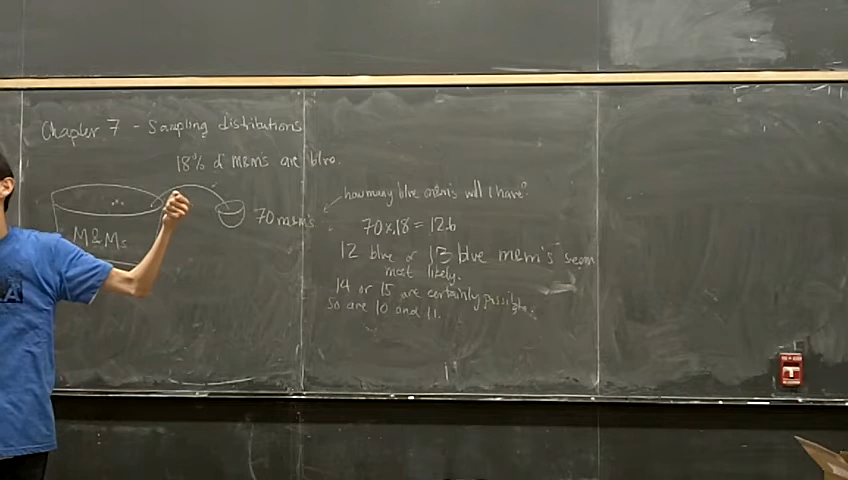 Chapter 7 - Sampling distributions
18% of m&m's are blue.
how many blue m&m's will I have?
70 m&m's
70x.18 = 12.6
M&Ms
12 blue or 13 blue m&m's seem
most likely.
14 or 15 are certainly possible.
So are 10 and 11.
A